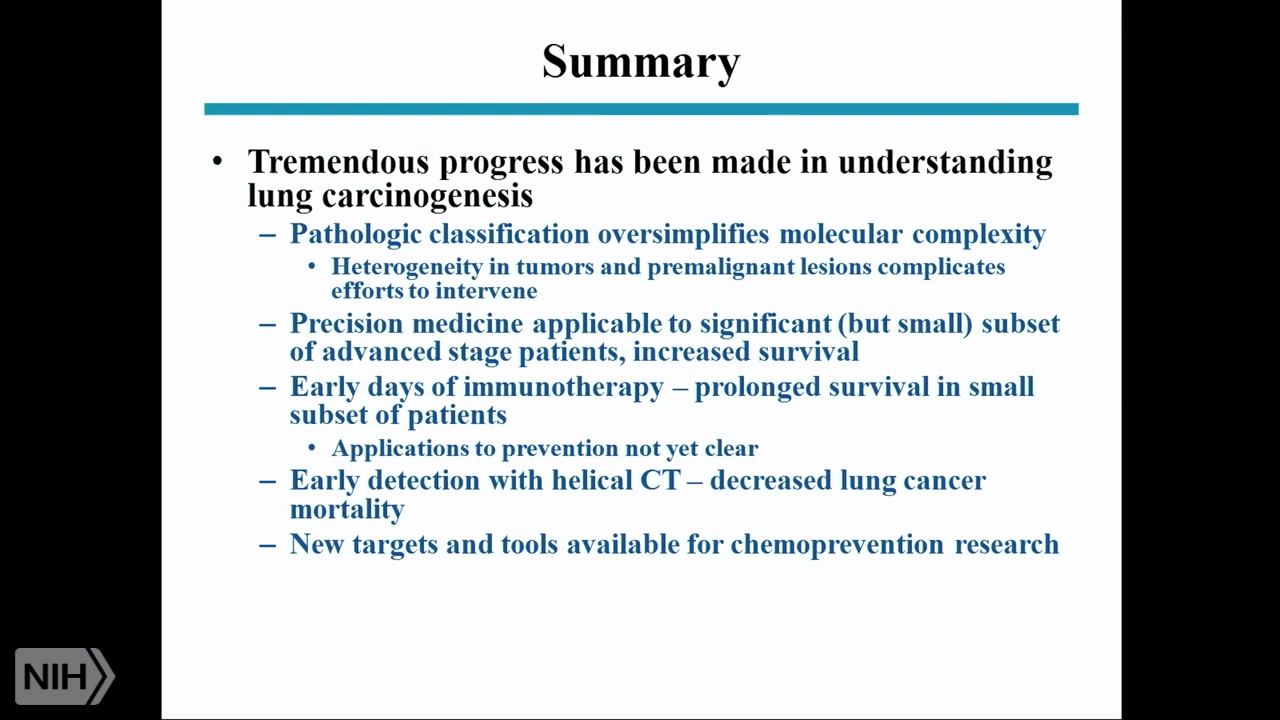 Summary
• Tremendous progress has been made in understanding
lung carcinogenesis
– Pathologic classification oversimplifies molecular complexity
• Heterogeneity in tumors and premalignant lesions complicates
efforts to intervene
– Precision medicine applicable to significant (but small) subset
of advanced stage patients, increased survival
– Early days of immunotherapy – prolonged survival in small
subset of patients
• Applications to prevention not yet clear
– Early detection with helical CT – decreased lung cancer
mortality
– New targets and tools available for chemoprevention research
NIH